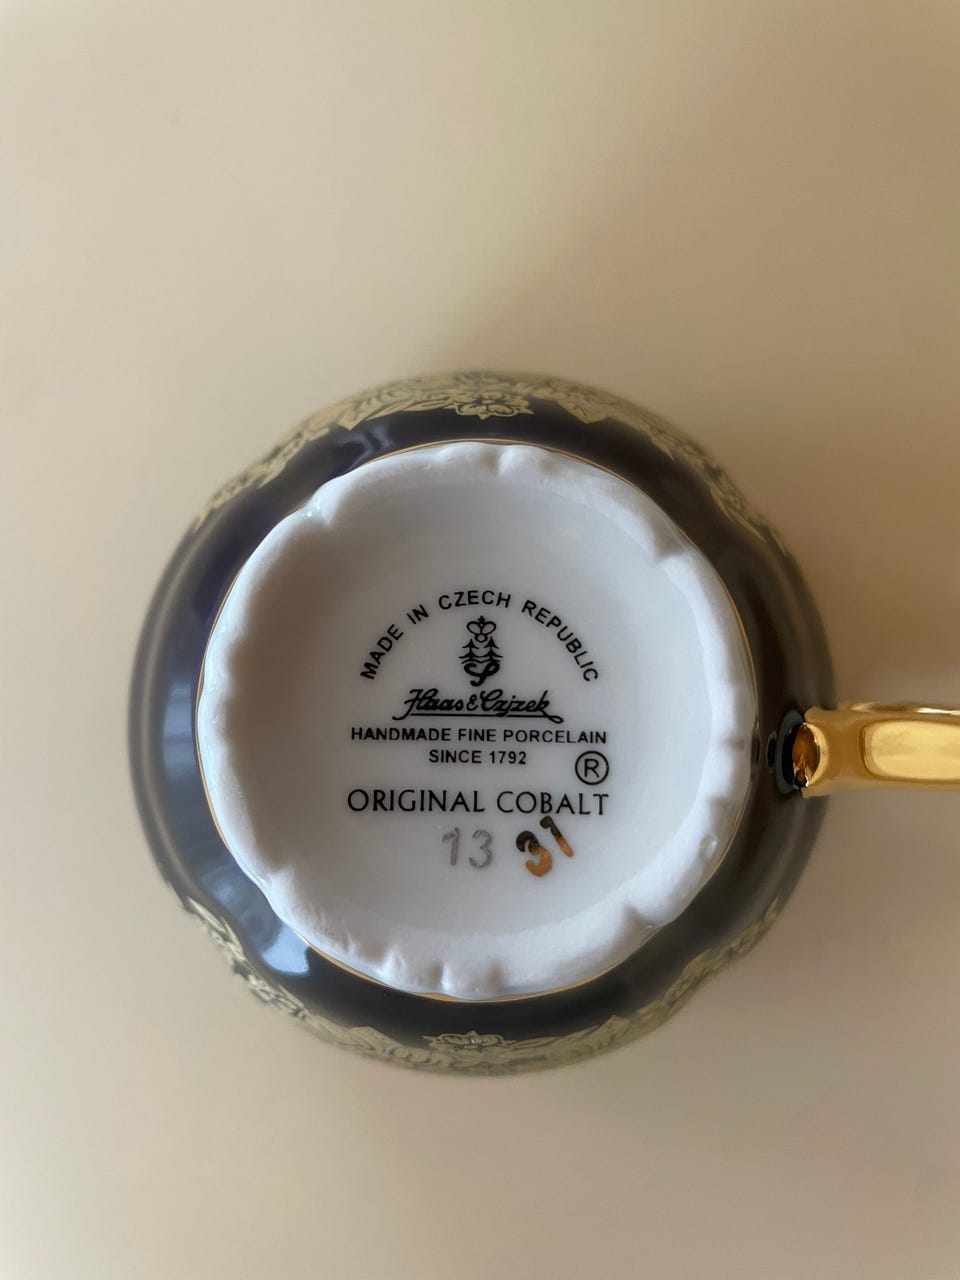 MADE IN CZECH REPUBLIC
Haas & Czjzek
HANDMADE FINE PORCELAIN
SINCE 1792
®
ORIGINAL COBALT
13 31